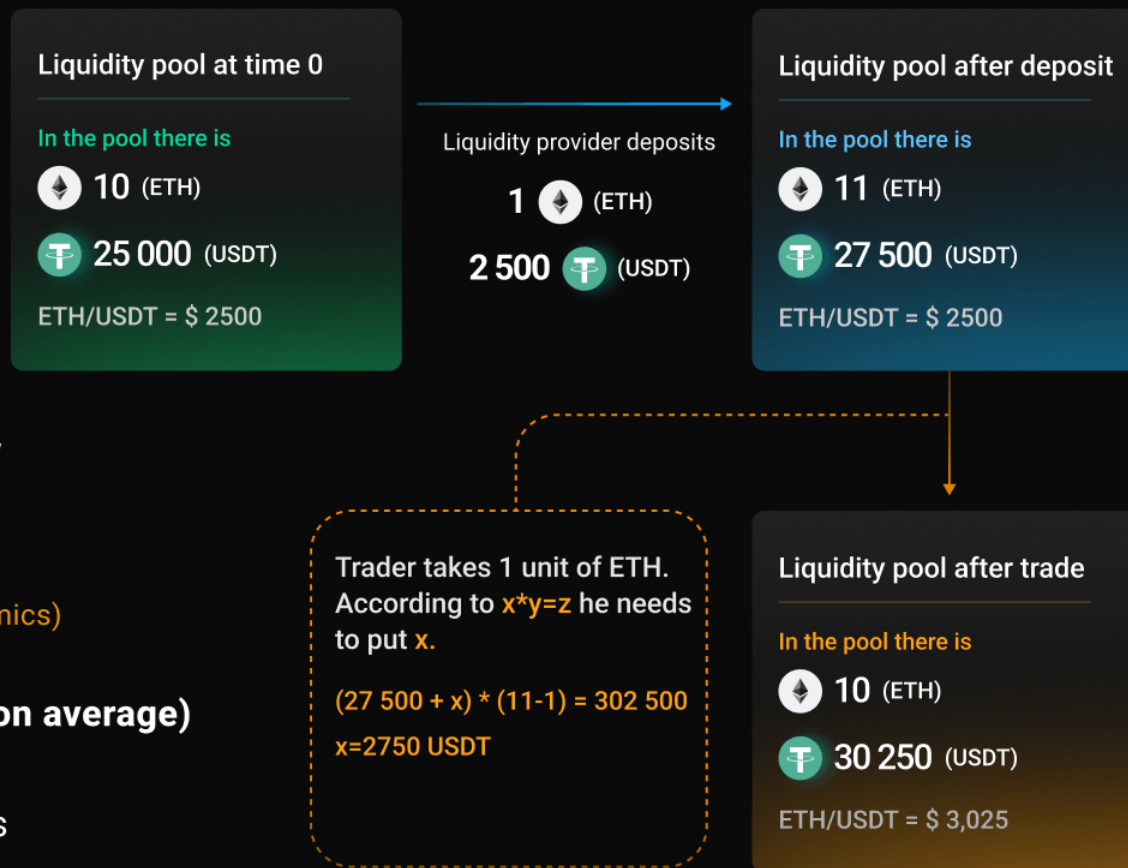 Liquidity pool at time 0
In the pool there is
10 (ETH)
25 000 (USDT)
ETH/USDT = $ 2500
Liquidity provider deposits
1 (ETH)
2 500 (USDT)
Liquidity pool after deposit
In the pool there is
11 (ETH)
27 500 (USDT)
ETH/USDT = $ 2500
mics)
on average)
s
Trader takes 1 unit of ETH.
According to x*y=z he needs
to put x.
(27 500 + x) * (11-1) = 302 500
x=2750 USDT
Liquidity pool after trade
In the pool there is
10 (ETH)
30 250 (USDT)
ETH/USDT = $ 3,025